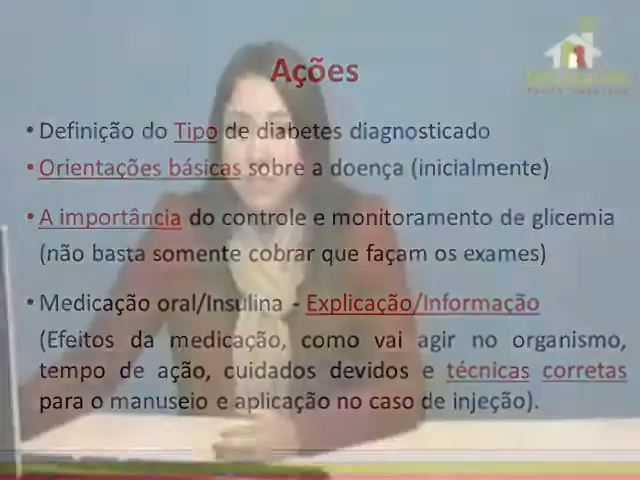 Ações
• Definição do Tipo de diabetes diagnosticado
• Orientações básicas sobre a doença (inicialmente)
• A importância do controle e monitoramento de glicemia
(não basta somente cobrar que façam os exames)
• Medicação oral/Insulina - Explicação/Informação
(Efeitos da medicação, como vai agir no organismo,
tempo de ação, cuidados devidos e técnicas corretas
para o manuseio e aplicação no caso de injeção).